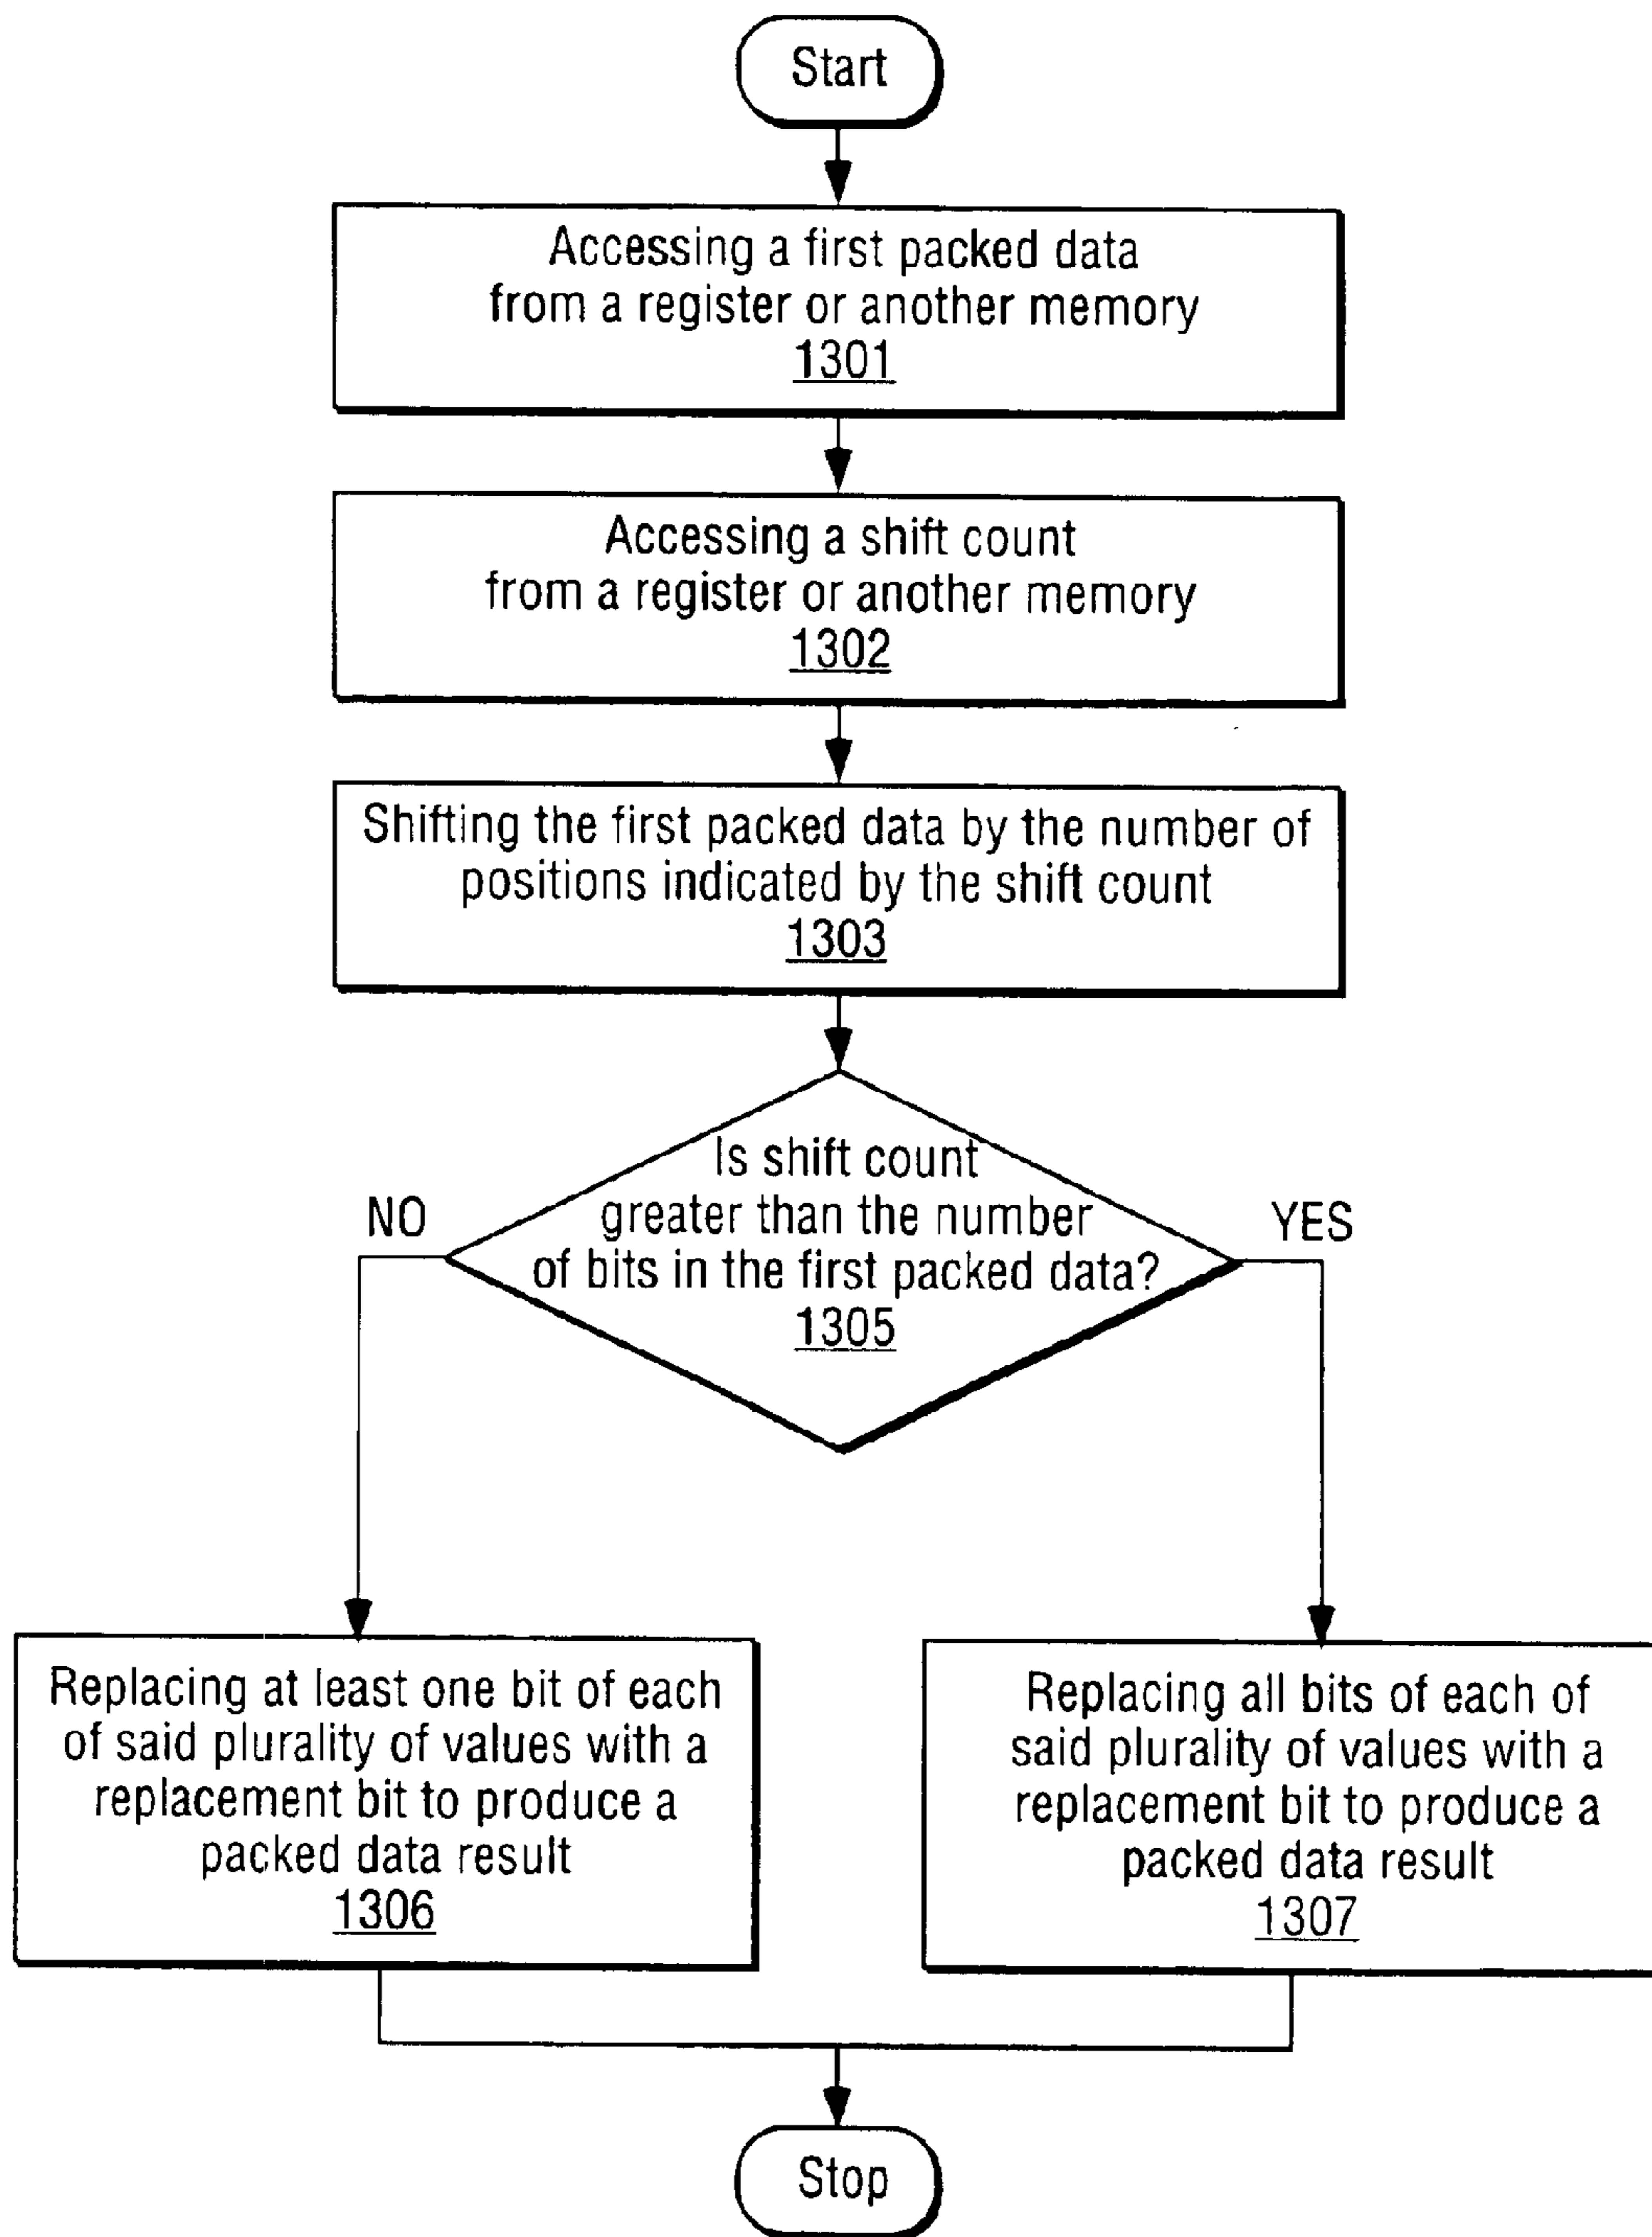 Start
Accessing a first packed data
from a register or another memory
1301
Accessing a shift count
from a register or another memory
1302
Shifting the first packed data by the number of
positions indicated by the shift count
1303
Is shift count
greater than the number
of bits in the first packed data?
1305
NO
YES
Replacing at least one bit of each
of said plurality of values with a
replacement bit to produce a
packed data result
1306
Replacing all bits of each of
said plurality of values with a
replacement bit to produce a
packed data result
1307
Stop